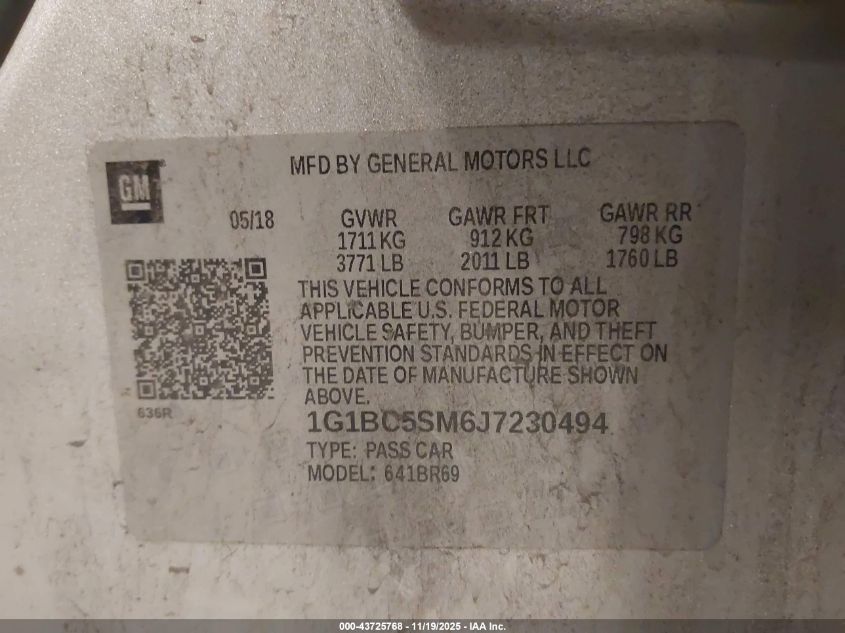 MFD BY GENERAL MOTORS LLC
GM
05/18
GVWR GAWR FRT GAWR RR
1711 KG 912 KG 798 KG
3771 LB 2011 LB 1760 LB
THIS VEHICLE CONFORMS TO ALL
APPLICABLE U.S. FEDERAL MOTOR
VEHICLE SAFETY, BUMPER, AND THEFT
PREVENTION STANDARDS IN EFFECT ON
THE DATE OF MANUFACTURE SHOWN
ABOVE.
636R
1G1BC5SM6J7230494
TYPE: PASS CAR
MODEL: 641BR69
000-43725768 - 11/19/2025 - IAA Inc.